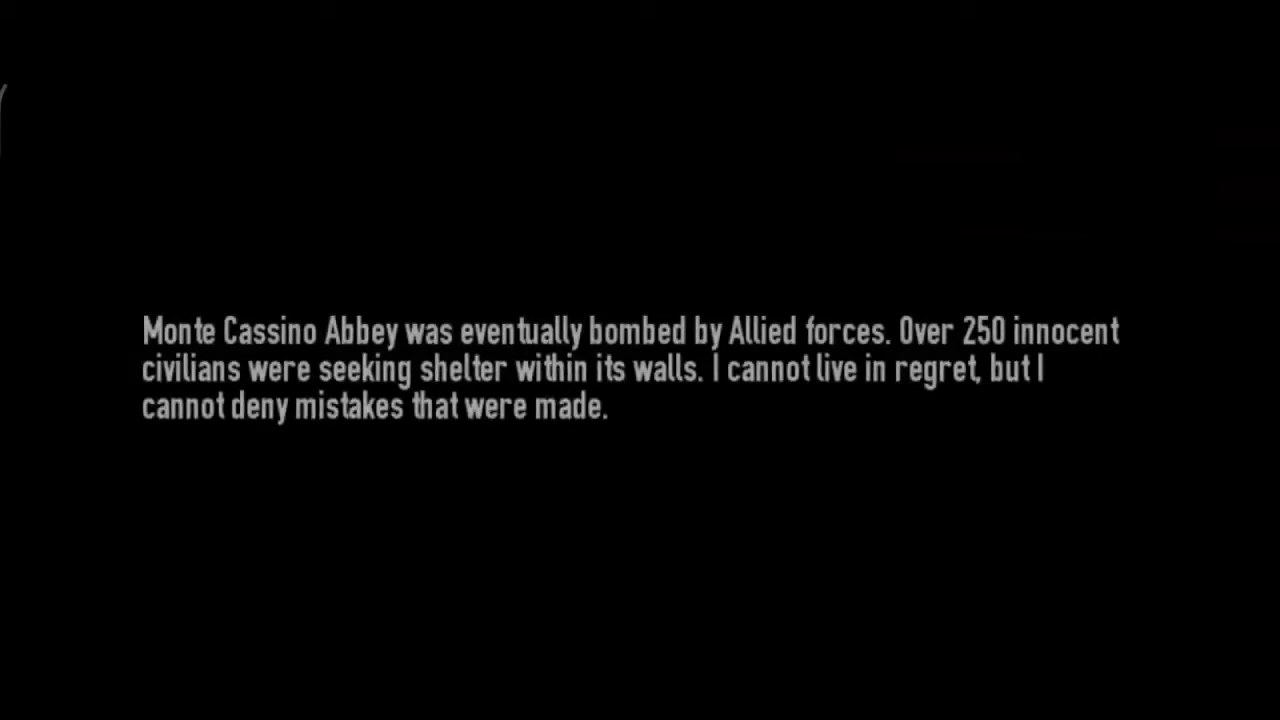 Monte Cassino Abbey was eventually bombed by Allied forces. Over 250 innocent
civilians were seeking shelter within its walls. I cannot live in regret, but I
cannot deny mistakes that were made.